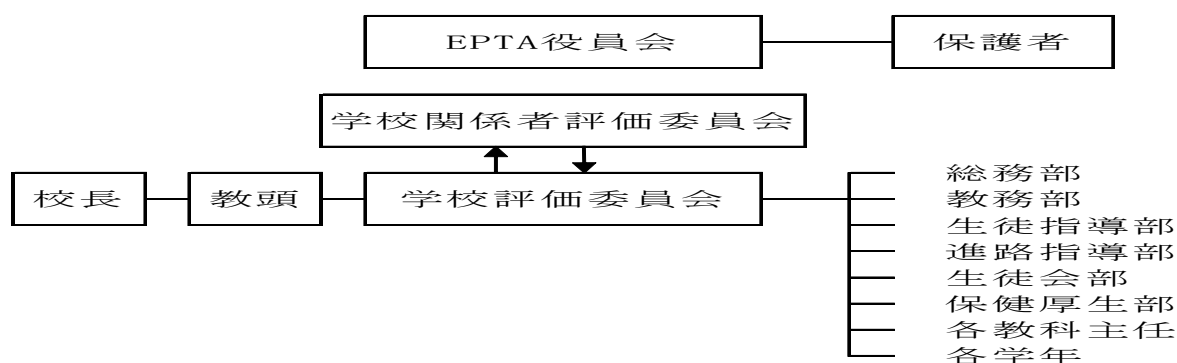 EPTA役員会 保護者
学校関係者評価委員会
校長 教頭 学校評価委員会
総務部
教務部
生徒指導部
進路指導部
生徒会部
保健厚生部
各教科主任
各学年